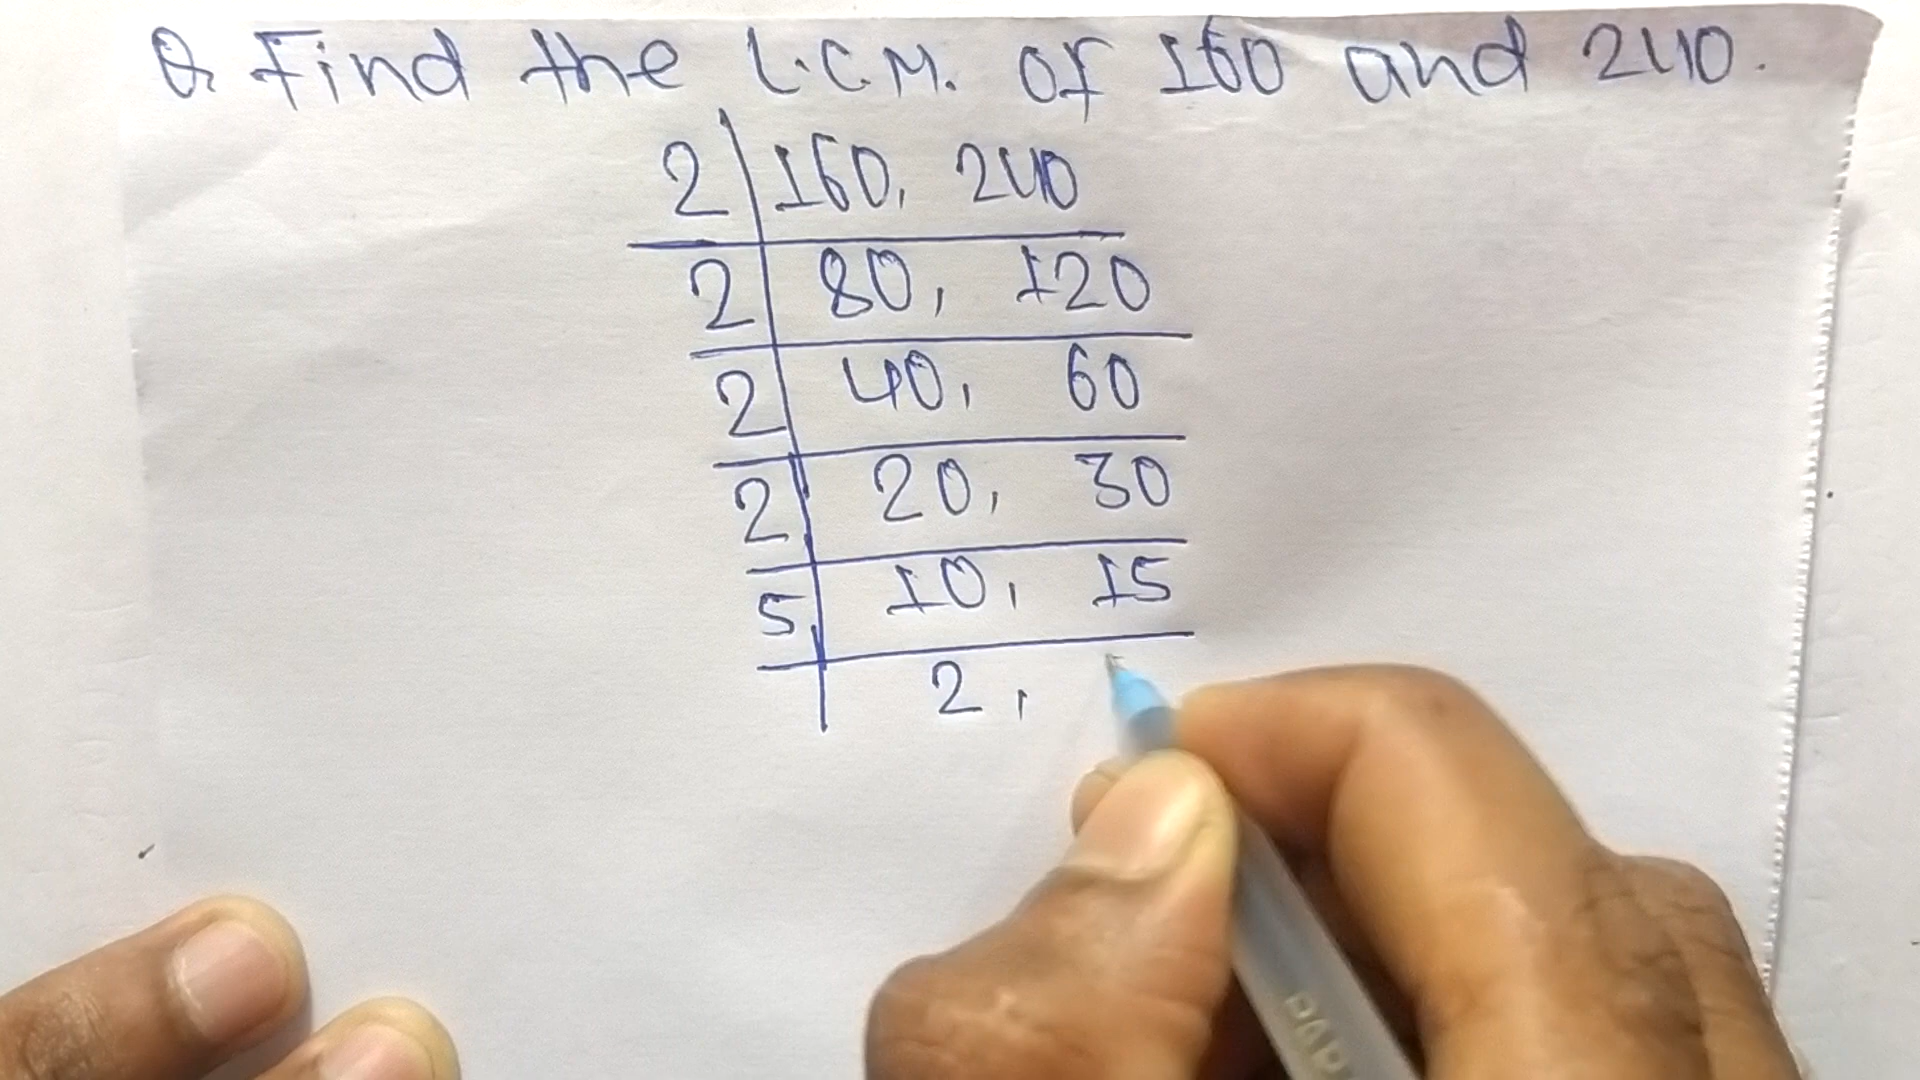 Q. Find the L.C.M. of 160 and 240.
2 160, 240
2 80, 120
2 40, 60
2 20, 30
5 10, 15
2,